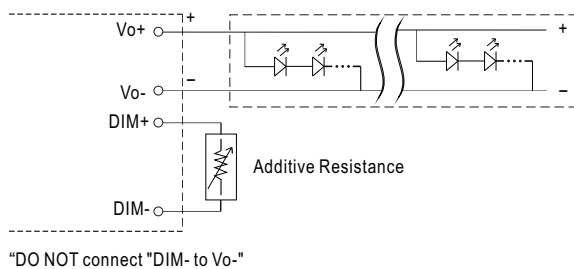 Vo+
+
+
Vo-
−
−
DIM+
Additive Resistance
DIM-
“DO NOT connect "DIM- to Vo-"